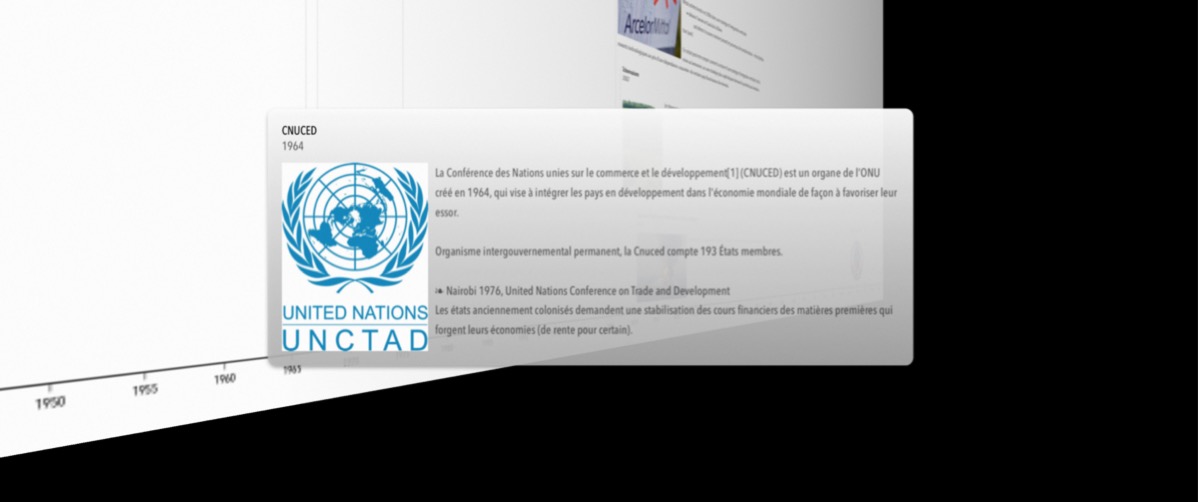 ArcelorMittal
CNUCED
1964
La Conférence des Nations unies sur le commerce et le développement[1] (CNUCED) est un organe de l'ONU
créé en 1964, qui vise à intégrer les pays en développement dans l'économie mondiale de façon à favoriser leur
essor.
Organisme intergouvernemental permanent, la Cnuced compte 193 États membres.
❧ Nairobi 1976, United Nations Conference on Trade and Development
Les états anciennement colonisés demandent une stabilisation des cours financiers des matières premières qui
forgent leurs économies (de rente pour certain).
UNITED NATIONS
UNCTAD
1950
1955
1960
1965